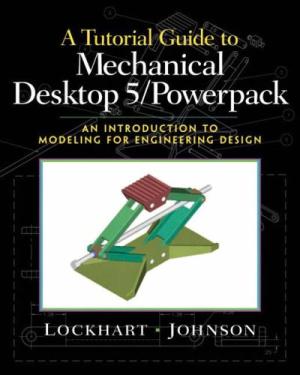 A Tutorial Guide to
Mechanical
Desktop 5/Powerpack
AN INTRODUCTION TO
MODELING FOR ENGINEERING DESIGN
LOCKHART · JOHNSON